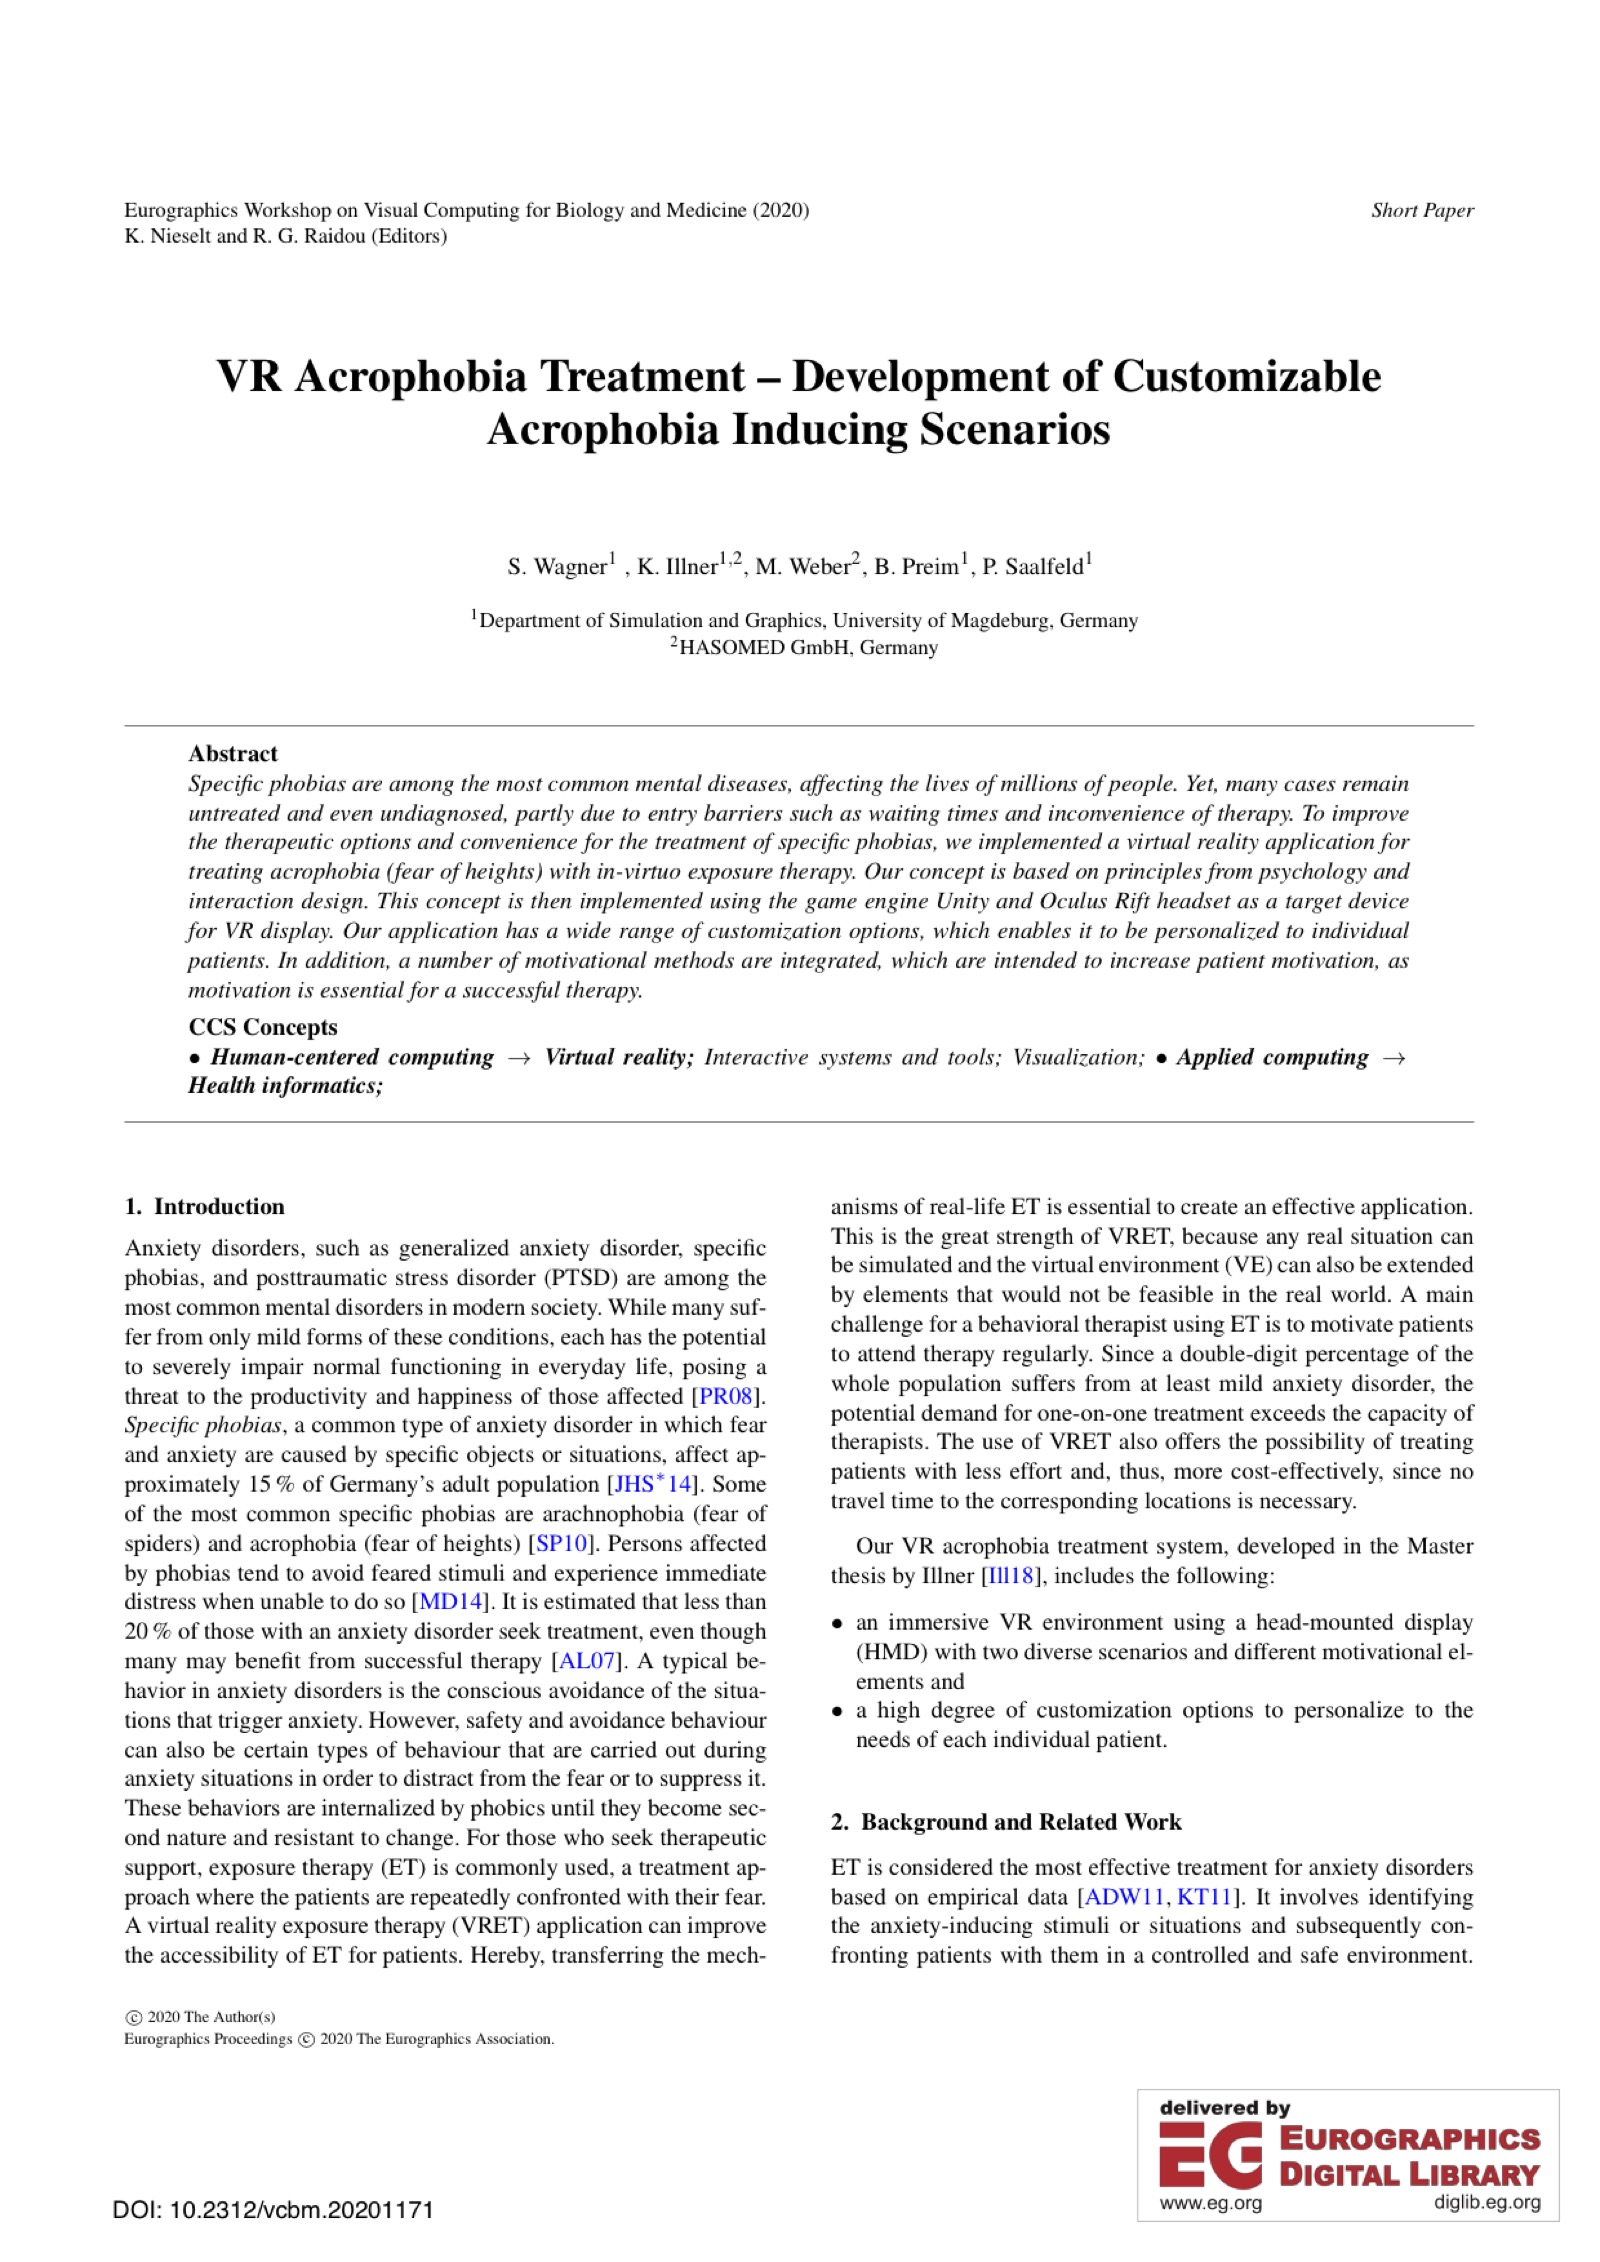 Eurographics Workshop on Visual Computing for Biology and Medicine (2020)
K. Nieselt and R. G. Raidou (Editors)
Short Paper
VR Acrophobia Treatment – Development of Customizable
Acrophobia Inducing Scenarios
S. Wagner1 , K. Illner1,2, M. Weber2, B. Preim1, P. Saalfeld1
1Department of Simulation and Graphics, University of Magdeburg, Germany
2HASOMED GmbH, Germany
Abstract
Specific phobias are among the most common mental diseases, affecting the lives of millions of people. Yet, many cases remain
untreated and even undiagnosed, partly due to entry barriers such as waiting times and inconvenience of therapy. To improve
the therapeutic options and convenience for the treatment of specific phobias, we implemented a virtual reality application for
treating acrophobia (fear of heights) with in-virtuo exposure therapy. Our concept is based on principles from psychology and
interaction design. This concept is then implemented using the game engine Unity and Oculus Rift headset as a target device
for VR display. Our application has a wide range of customization options, which enables it to be personalized to individual
patients. In addition, a number of motivational methods are integrated, which are intended to increase patient motivation, as
motivation is essential for a successful therapy.
CCS Concepts
• Human-centered computing → Virtual reality; Interactive systems and tools; Visualization; • Applied computing →
Health informatics;
1. Introduction
Anxiety disorders, such as generalized anxiety disorder, specific
phobias, and posttraumatic stress disorder (PTSD) are among the
most common mental disorders in modern society. While many suf-
fer from only mild forms of these conditions, each has the potential
to severely impair normal functioning in everyday life, posing a
threat to the productivity and happiness of those affected [PR08].
Specific phobias, a common type of anxiety disorder in which fear
and anxiety are caused by specific objects or situations, affect ap-
proximately 15 % of Germany's adult population [JHS*14]. Some
of the most common specific phobias are arachnophobia (fear of
spiders) and acrophobia (fear of heights) [SP10]. Persons affected
by phobias tend to avoid feared stimuli and experience immediate
distress when unable to do so [MD14]. It is estimated that less than
20 % of those with an anxiety disorder seek treatment, even though
many may benefit from successful therapy [AL07]. A typical be-
havior in anxiety disorders is the conscious avoidance of the situa-
tions that trigger anxiety. However, safety and avoidance behaviour
can also be certain types of behaviour that are carried out during
anxiety situations in order to distract from the fear or to suppress it.
These behaviors are internalized by phobics until they become sec-
ond nature and resistant to change. For those who seek therapeutic
support, exposure therapy (ET) is commonly used, a treatment ap-
proach where the patients are repeatedly confronted with their fear.
A virtual reality exposure therapy (VRET) application can improve
the accessibility of ET for patients. Hereby, transferring the mech-
anisms of real-life ET is essential to create an effective application.
This is the great strength of VRET, because any real situation can
be simulated and the virtual environment (VE) can also be extended
by elements that would not be feasible in the real world. A main
challenge for a behavioral therapist using ET is to motivate patients
to attend therapy regularly. Since a double-digit percentage of the
whole population suffers from at least mild anxiety disorder, the
potential demand for one-on-one treatment exceeds the capacity of
therapists. The use of VRET also offers the possibility of treating
patients with less effort and, thus, more cost-effectively, since no
travel time to the corresponding locations is necessary.
Our VR acrophobia treatment system, developed in the Master
thesis by Illner [Ill18], includes the following:
• an immersive VR environment using a head-mounted display
(HMD) with two diverse scenarios and different motivational el-
ements and
• a high degree of customization options to personalize to the
needs of each individual patient.
2. Background and Related Work
ET is considered the most effective treatment for anxiety disorders
based on empirical data [ADW11, KT11]. It involves identifying
the anxiety-inducing stimuli or situations and subsequently con-
fronting patients with them in a controlled and safe environment.
© 2020 The Author(s)
Eurographics Proceedings © 2020 The Eurographics Association.
DOI: 10.2312/vcbm.20201171
delivered by
EG EUROGRAPHICS
DIGITAL LIBRARY
www.eg.org diglib.eg.org